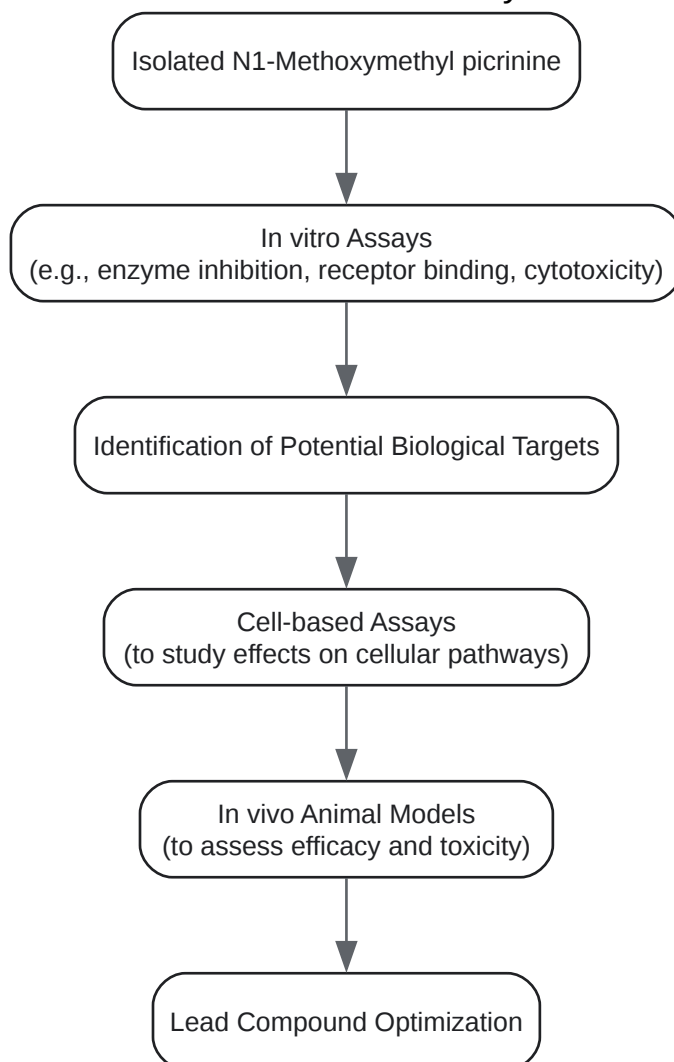 Isolated N1-Methoxymethyl picrinine
In vitro Assays
(e.g., enzyme inhibition, receptor binding, cytotoxicity)
Identification of Potential Biological Targets
Cell-based Assays
(to study effects on cellular pathways)
In vivo Animal Models
(to assess efficacy and toxicity)
Lead Compound Optimization